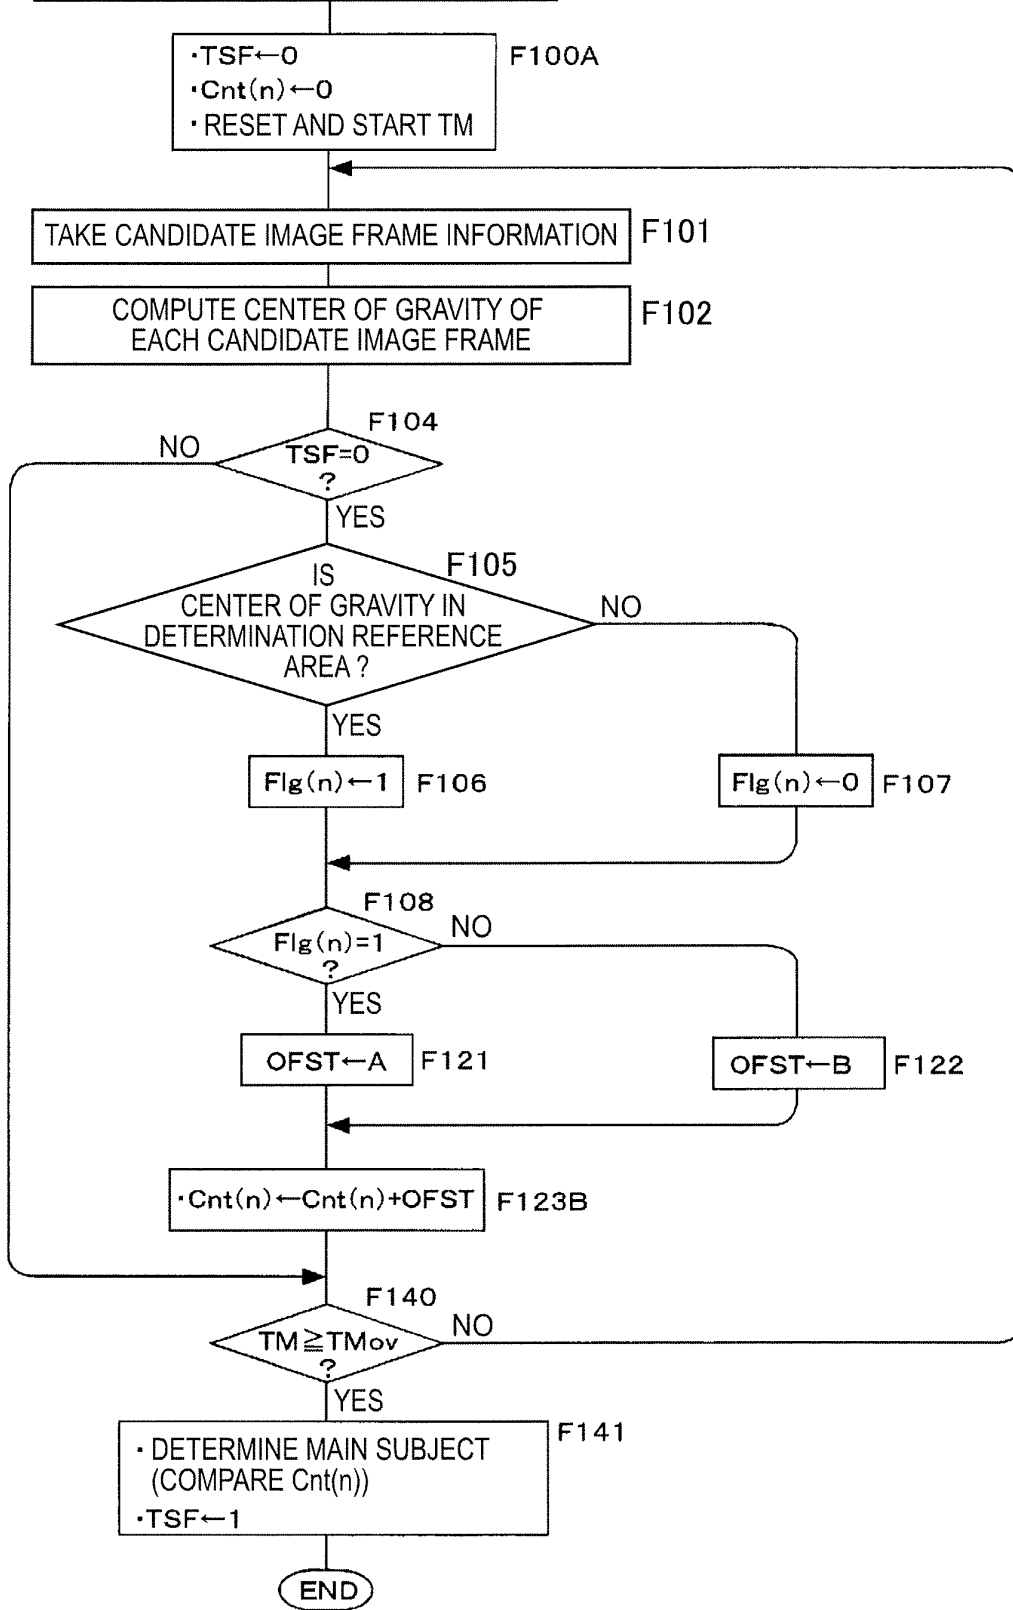 ·TSF←0
F100A
·Cnt(n)←0
·RESET AND START TM
TAKE CANDIDATE IMAGE FRAME INFORMATION
F101
COMPUTE CENTER OF GRAVITY OF
EACH CANDIDATE IMAGE FRAME
F102
F104
NO
TSF=0
?
YES
F105
IS
CENTER OF GRAVITY IN
DETERMINATION REFERENCE
AREA?
NO
YES
Flg(n)←1
F106
Flg(n)←0
F107
F108
NO
Flg(n)=1
?
YES
OFST←A
F121
OFST←B
F122
·Cnt(n)←Cnt(n)+OFST
F123B
F140
NO
TM≧TMov
?
YES
F141
·DETERMINE MAIN SUBJECT
(COMPARE Cnt(n))
·TSF←1
END